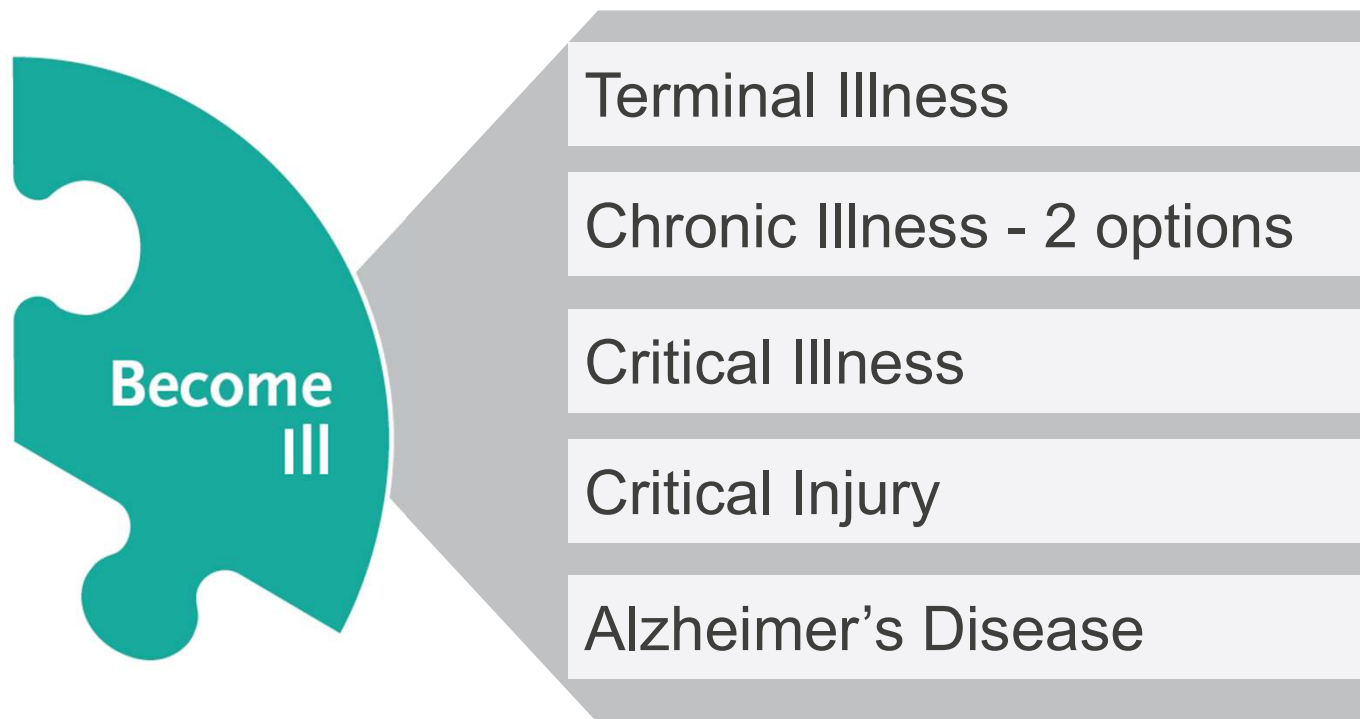 Become
Ill
Terminal Illness
Chronic Illness - 2 options
Critical Illness
Critical Injury
Alzheimer’s Disease